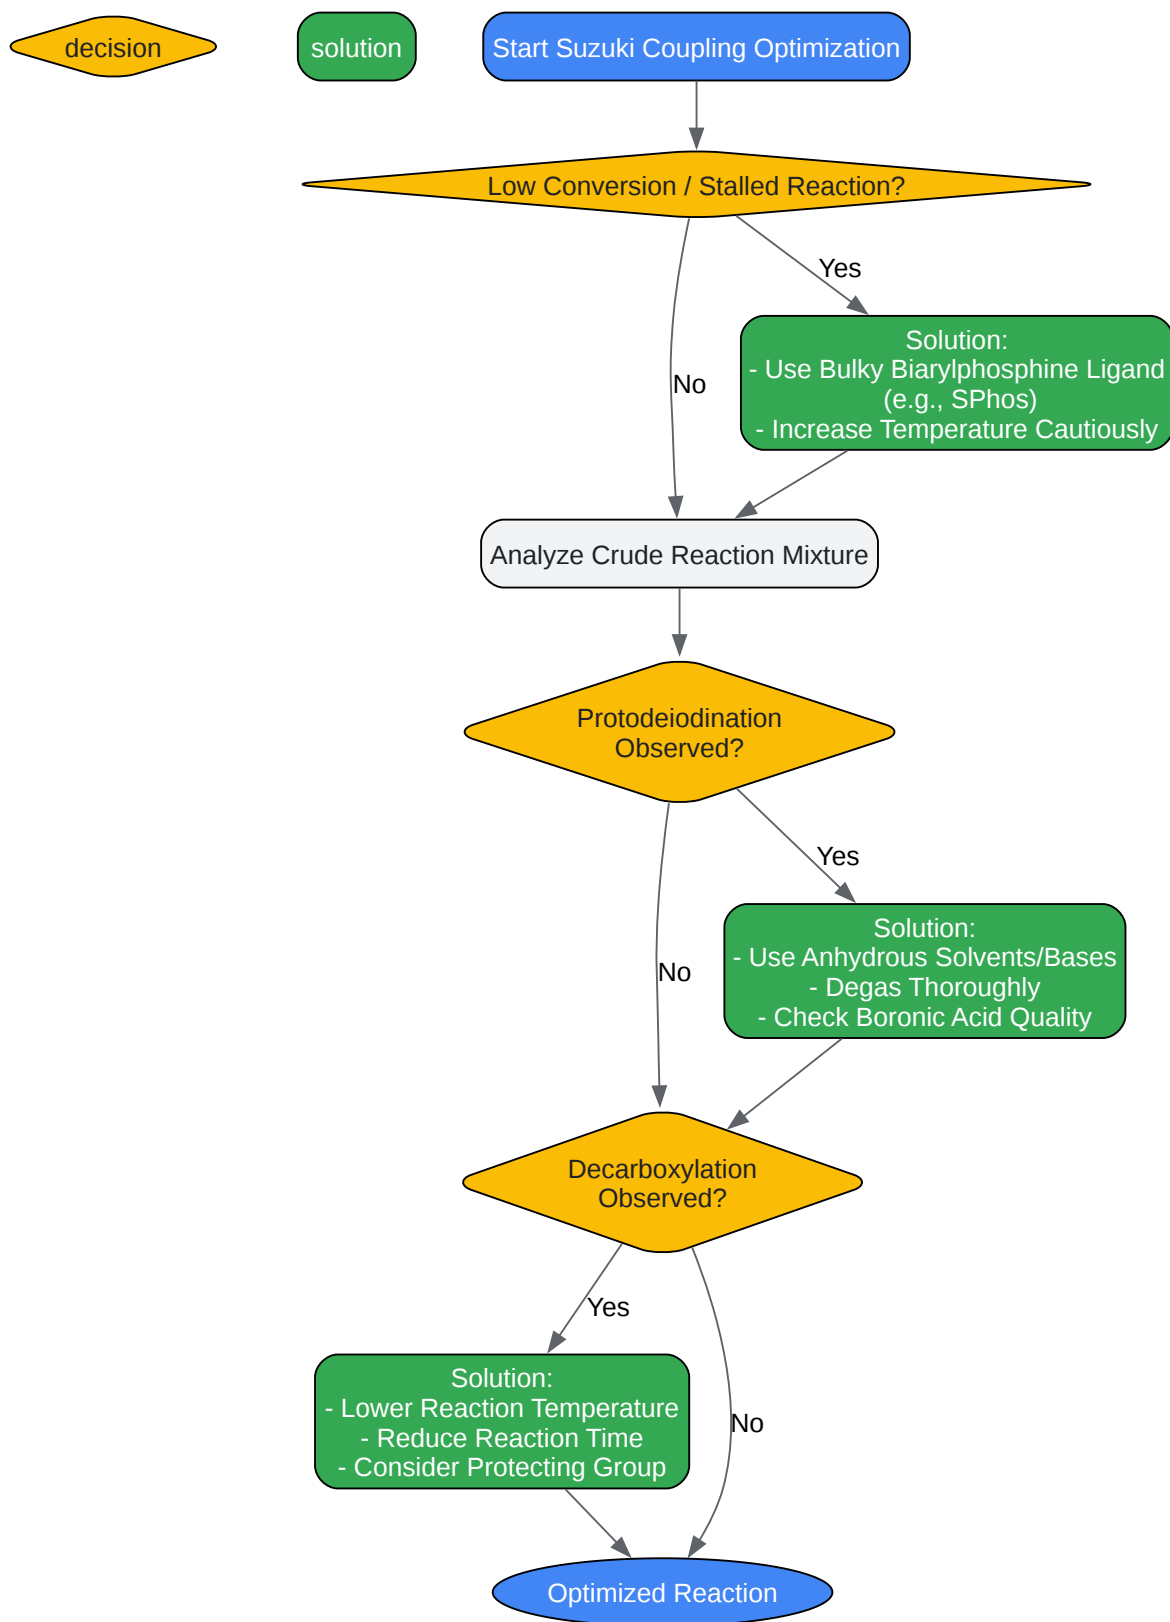 decision
solution
Start Suzuki Coupling Optimization
Low Conversion / Stalled Reaction?
Yes
No
Solution:
- Use Bulky Biarylphosphine Ligand
(e.g., SPhos)
- Increase Temperature Cautiously
Analyze Crude Reaction Mixture
Protodeiodination
Observed?
Yes
No
Solution:
- Use Anhydrous Solvents/Bases
- Degas Thoroughly
- Check Boronic Acid Quality
Decarboxylation
Observed?
Yes
No
Solution:
- Lower Reaction Temperature
- Reduce Reaction Time
- Consider Protecting Group
Optimized Reaction